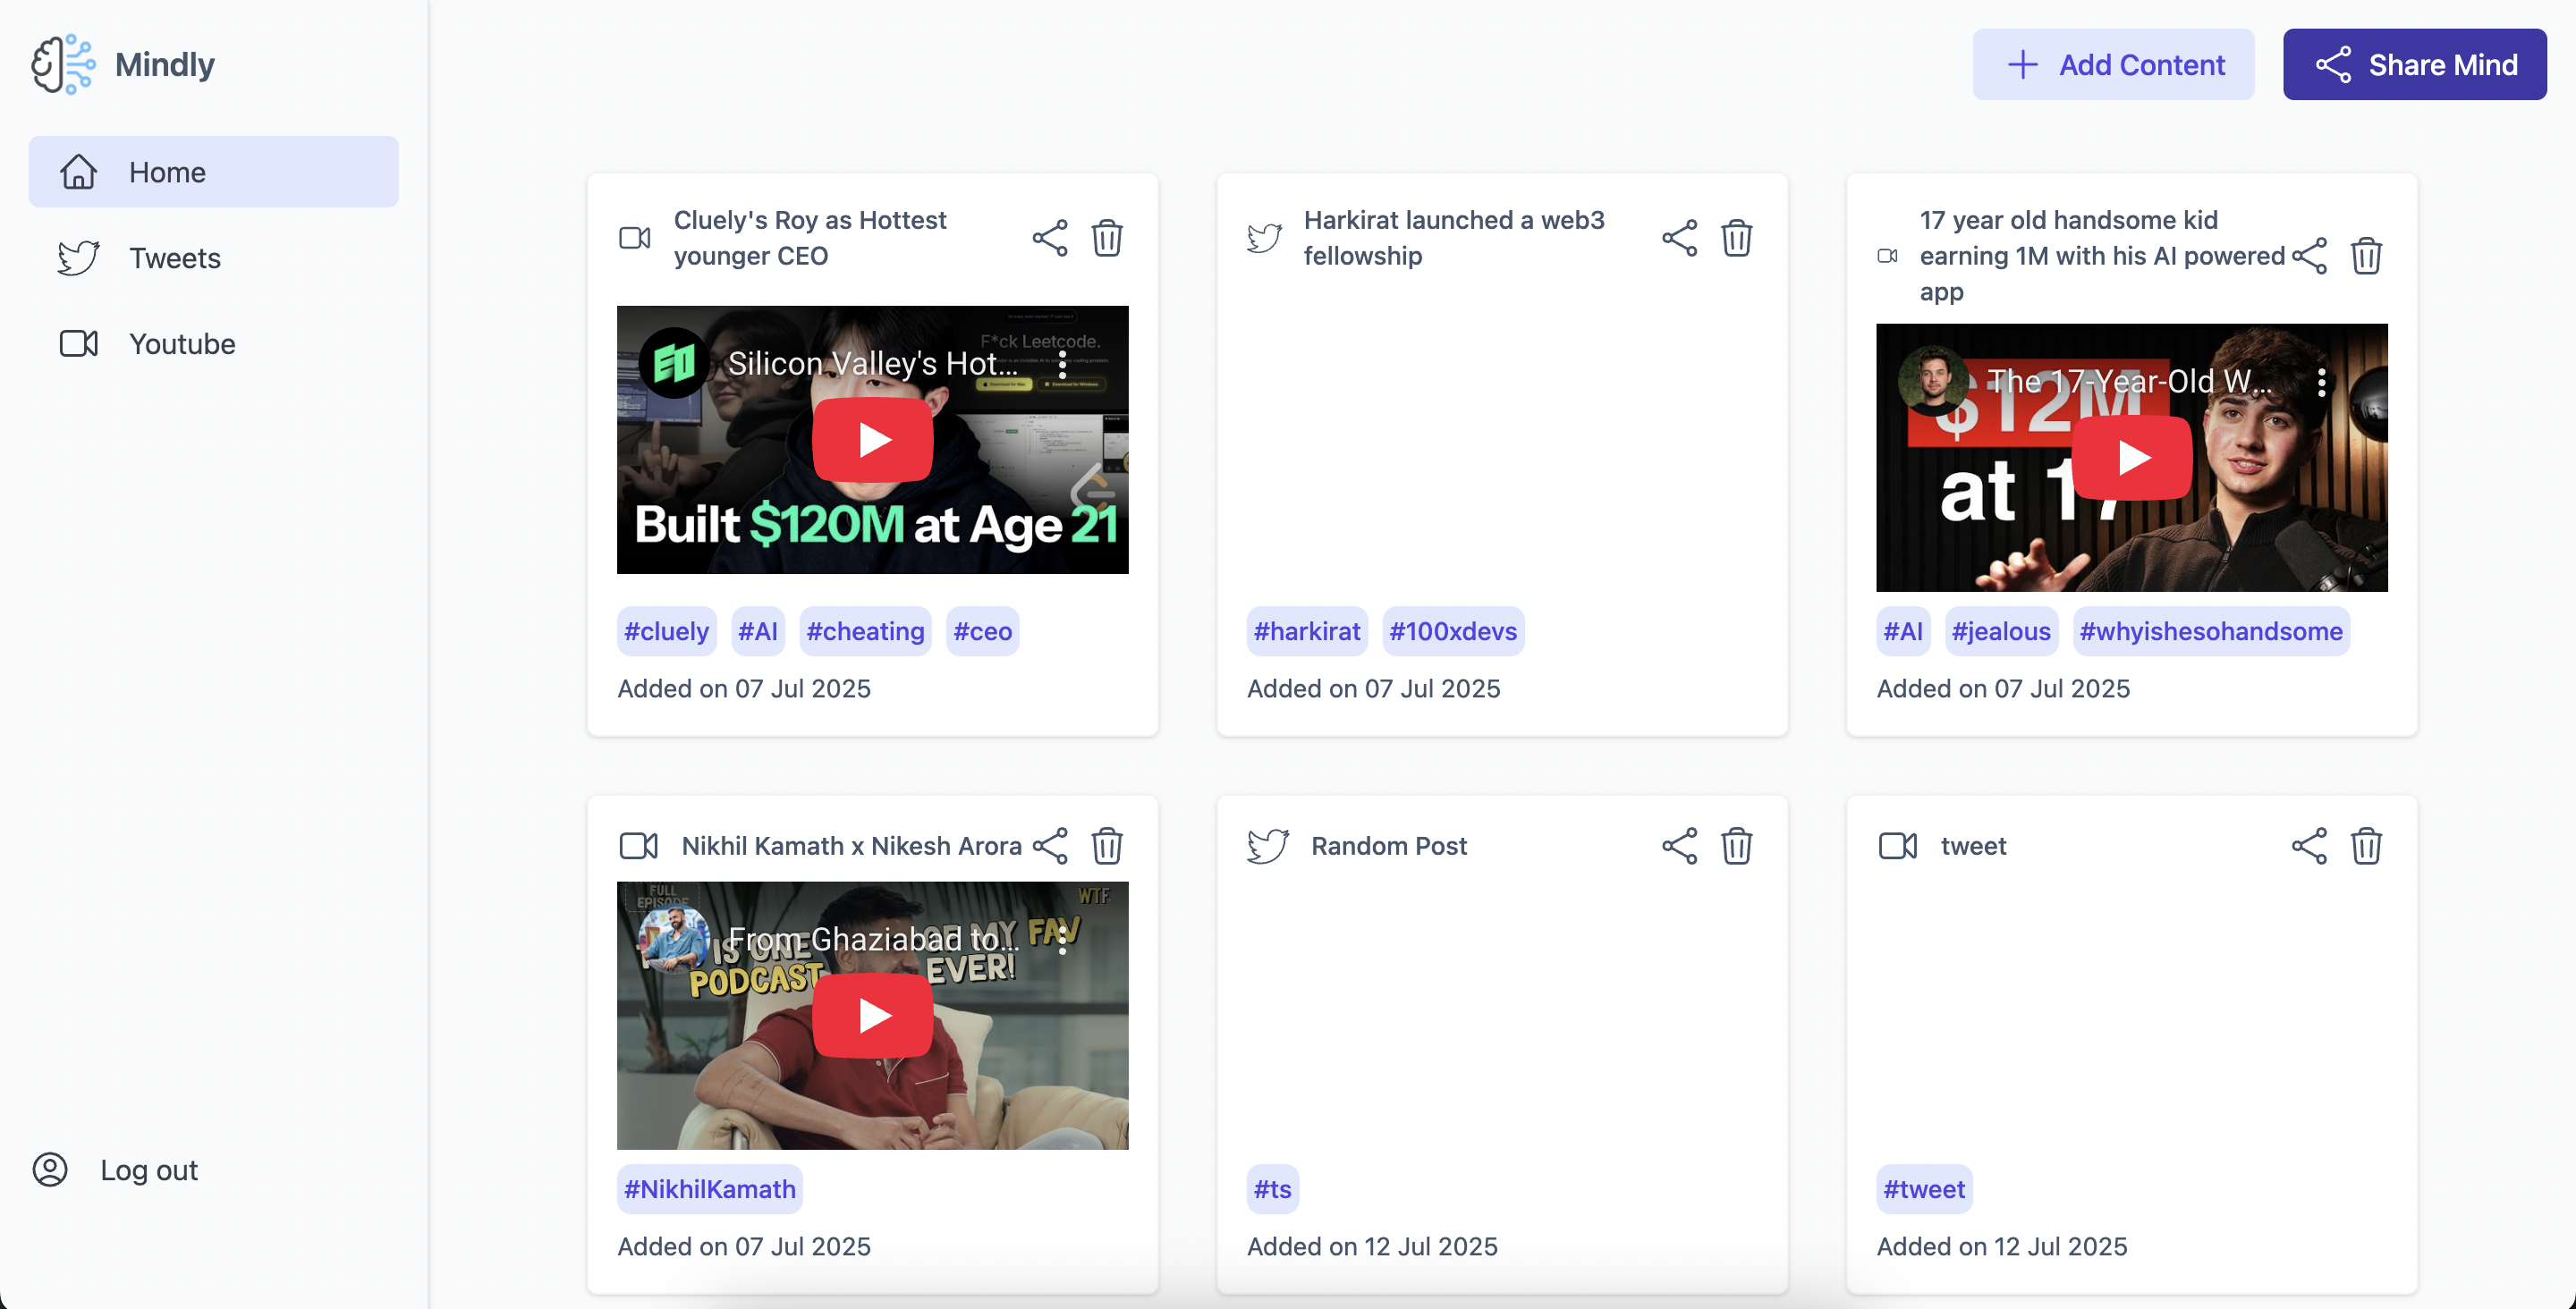 Mindly
Add Content
Share Mind
Home
Tweets
Youtube
Log out
Cluely's Roy as Hottest
younger CEO
F*ck Leetcode.
Silicon Valley's Hot...
Built $120M at Age 21
#cluely #AI #cheating #ceo
Added on 07 Jul 2025
Harkirat launched a web3
fellowship
#harkirat #100xdevs
Added on 07 Jul 2025
17 year old handsome kid
earning 1M with his AI powered
app
The 17-Year-Old W...
$12M
at 17
#AI #jealous #whyishesohandsome
Added on 07 Jul 2025
Nikhil Kamath x Nikesh Arora
FULL
EPISODE
WTF
From Ghaziabad to...
IS ONE OF MY FAV
PODCAST EVER!
#NikhilKamath
Added on 07 Jul 2025
Random Post
#ts
Added on 12 Jul 2025
tweet
#tweet
Added on 12 Jul 2025